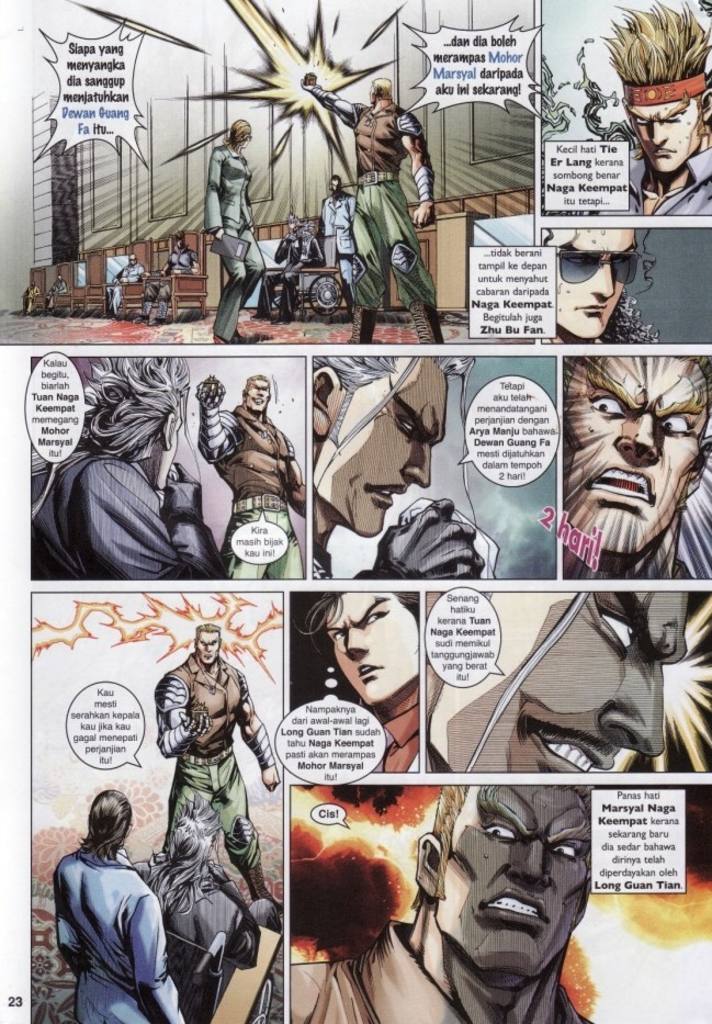 Siapa yang
menyangka
dia sanggup
menjatuhkan
Dewan Guang
Fa itu...
...dan dia boleh
merampas Mohor
Marsyal daripada
aku ini sekarang!
Kecil hati Tie
Er Lang kerana
sombong benar
Naga Keempat
itu tetapi...
...tidak berani
tampil ke depan
untuk menyahut
cabaran daripada
Naga Keempat.
Begitulah juga
Zhu Bu Fan.
Kalau
begitu,
biarlah
Tuan Naga
Keempat
memegang
Mohor
Marsyal
itu!
Kira
masih bijak
kau ini!
Tetapi
aku telah
menandatangani
perjanjian dengan
Arya Manju bahawa
Dewan Guang Fa
mesti dijatuhkan
dalam tempoh
2 hari!
2 hari!
Kau
mesti
serahkan kepala
kau jika kau
gagal menepati
perjanjian
itu!
Nampaknya
dari awal-awal lagi
Long Guan Tian sudah
tahu Naga Keempat
pasti akan merampas
Mohor Marsyal
itu!
Senang
hatiku
kerana Tuan
Naga Keempat
sudi memikul
tanggungjawab
yang berat
itu!
Cis!
Panas hati
Marsyal Naga
Keempat kerana
sekarang baru
dia sedar bahawa
dirinya telah
diperdayakan oleh
Long Guan Tian.
23